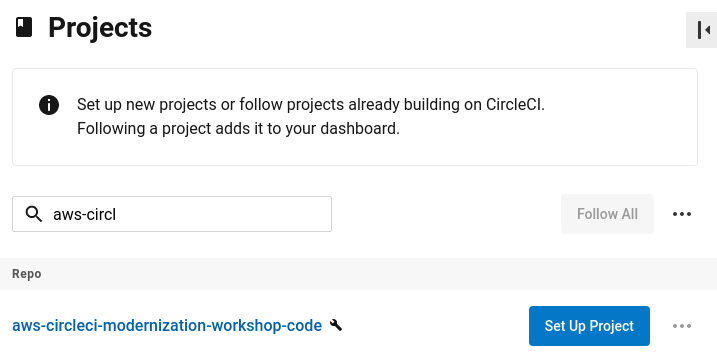 Projects
Set up new projects or follow projects already building on CircleCI.
Following a project adds it to your dashboard.
aws-circl
Follow All
Repo
aws-circleci-modernization-workshop-code
Set Up Project